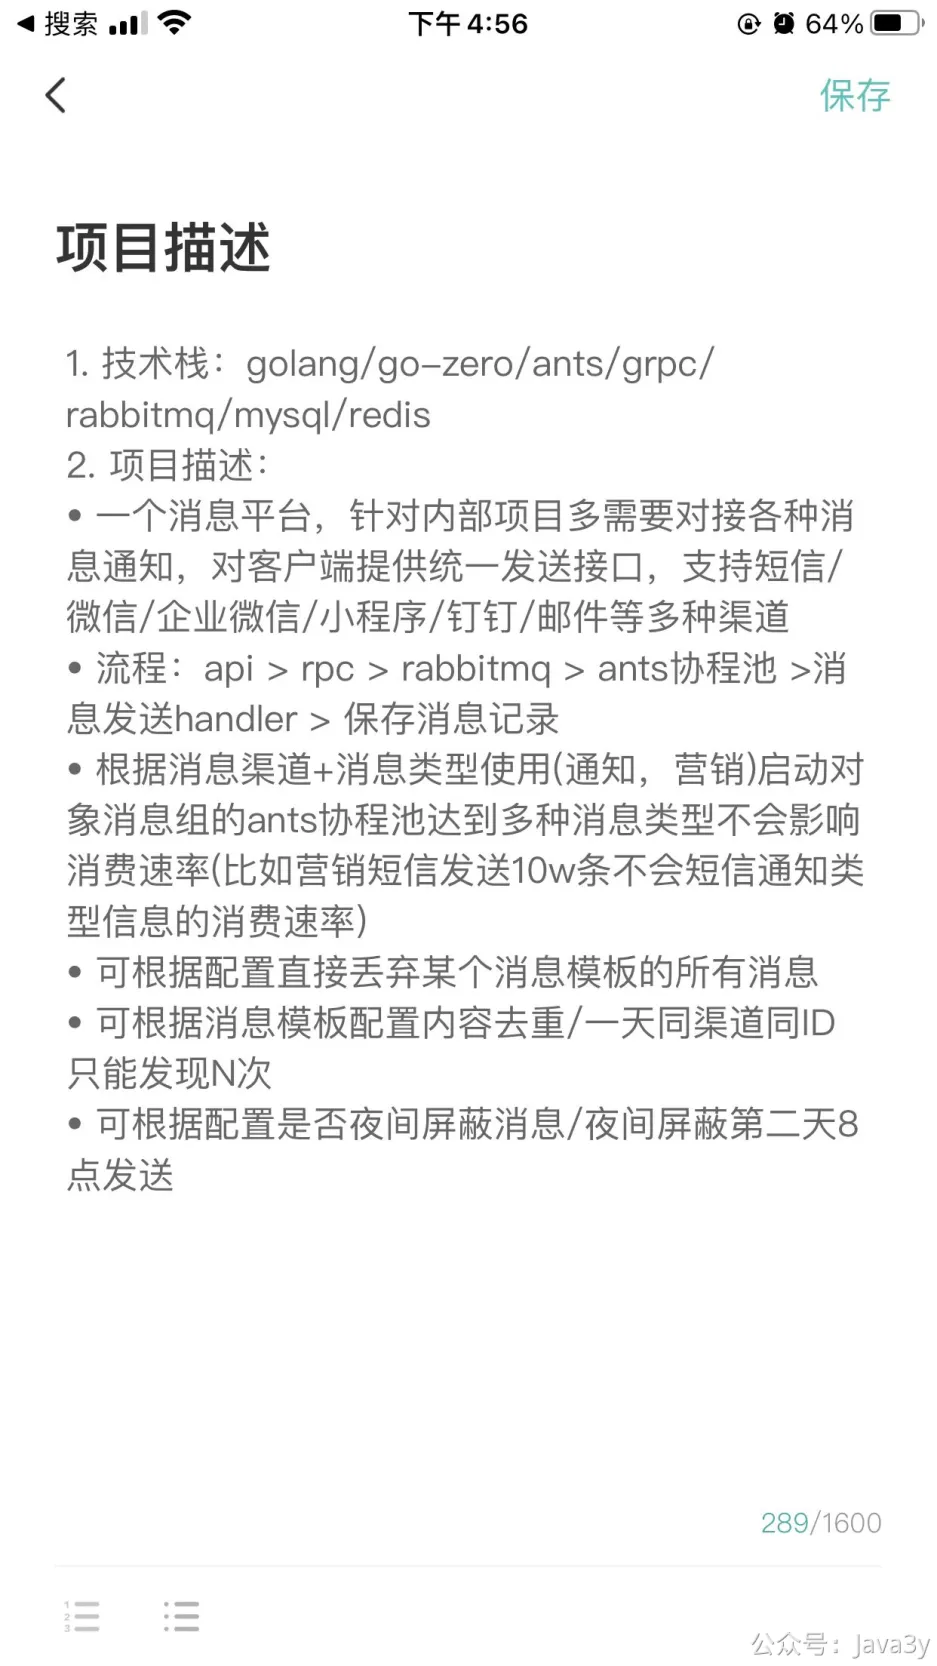 搜索
下午 4:56
64%
保存
项目描述
1. 技术栈：golang/go-zero/ants/grpc/
rabbitmq/mysql/redis
2. 项目描述：
• 一个消息平台，针对内部项目多需要对接各种消
息通知，对客户端提供统一发送接口，支持短信/
微信/企业微信/小程序/钉钉/邮件等多种渠道
• 流程：api > rpc > rabbitmq > ants协程池 >消
息发送handler > 保存消息记录
• 根据消息渠道+消息类型使用(通知，营销)启动对
象消息组的ants协程池达到多种消息类型不会影响
消费速率(比如营销短信发送10w条不会短信通知类
型信息的消费速率)
• 可根据配置直接丢弃某个消息模板的所有消息
• 可根据消息模板配置内容去重/一天同渠道同ID
只能发现N次
• 可根据配置是否夜间屏蔽消息/夜间屏蔽第二天8
点发送
289/1600
公众号：Java3y